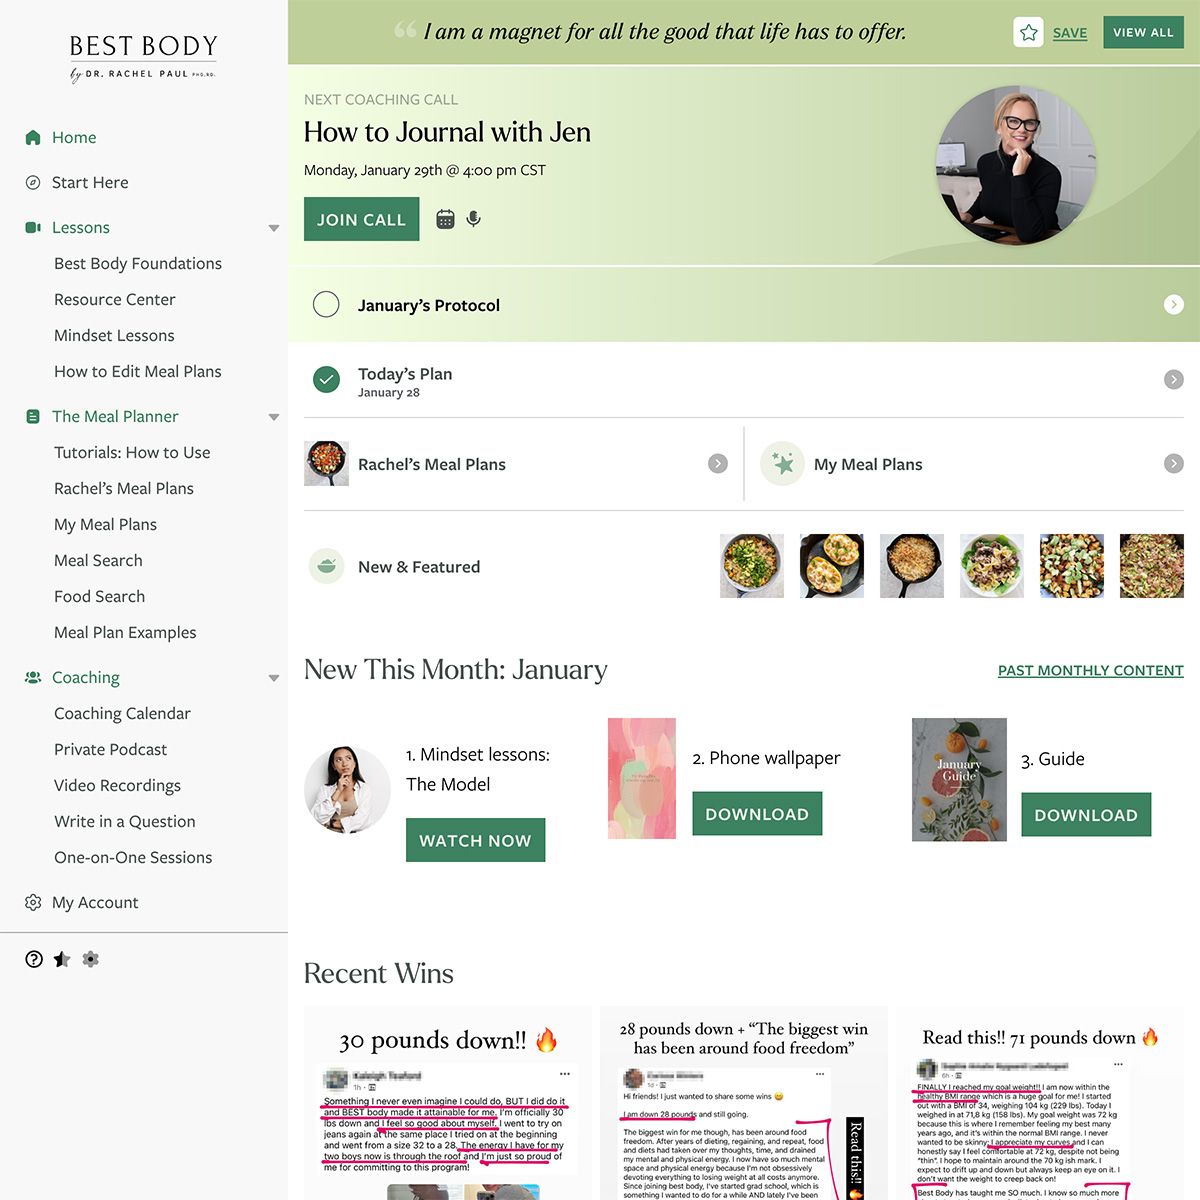 BEST BODY
by DR. RACHEL PAUL PHD, RD.
Home
Start Here
Lessons
Best Body Foundations
Resource Center
Mindset Lessons
How to Edit Meal Plans
The Meal Planner
Tutorials: How to Use
Rachel's Meal Plans
My Meal Plans
Meal Search
Food Search
Meal Plan Examples
Coaching
Coaching Calendar
Private Podcast
Video Recordings
Write in a Question
One-on-One Sessions
My Account
“ I am a magnet for all the good that life has to offer.
SAVE
VIEW ALL
NEXT COACHING CALL
How to Journal with Jen
Monday, January 29th @ 4:00 pm CST
JOIN CALL
January's Protocol
Today's Plan
January 28
Rachel's Meal Plans
My Meal Plans
New & Featured
New This Month: January
PAST MONTHLY CONTENT
1. Mindset lessons:
The Model
WATCH NOW
2. Phone wallpaper
DOWNLOAD
January
Guide
3. Guide
DOWNLOAD
Recent Wins
30 pounds down!! 🔥
1h
Something I never even imagine I could do, BUT I did do it
and BEST body made it attainable for me. I'm officially 30
lbs down and I feel so good about myself. I went to try on
jeans again at the same place I tried on at the beginning
and went from a size 32 to a 28. The energy I have for my
two boys now is through the roof and I'm just so proud of
me for committing to this program!
28 pounds down + “The biggest win
has been around food freedom”
1d
Hi friends! I just wanted to share some wins 😄
I am down 28 pounds and still going.
The biggest win for me though, has been around food
freedom. After years of dieting, regaining, and repeat, food
and diets had taken over my thoughts, time, and drained
my mental and physical energy. I now have so much mental
space and physical energy because I'm not obsessively
devoting everything to losing weight at all costs anymore.
Since joining best body, I've started grad school, which is
something I wanted to do for a while AND lately I've been
Read this!! 🔥
Read this!! 71 pounds down 🔥
6h
FINALLY I reached my goal weight!! I am now within the
healthy BMI range which is a huge goal for me! I started
out with a BMI of 34, weighing 104 kg (229 lbs). Today I
weighed in at 71,8 kg (158 lbs). My goal weight was 72 kg
because this is where I remember feeling my best many
years ago, and it's within the normal BMI range. I never
wanted to be skinny; I appreciate my curves and I can
honestly say I feel comfortable at 72 kg, despite not being
"thin". I hope to maintain around the 70 kg ish mark. I
expect to drift up and down but always keep an eye on it. I
don't want the weight to creep back on!
Best Body has taught me SO much. I know so much more